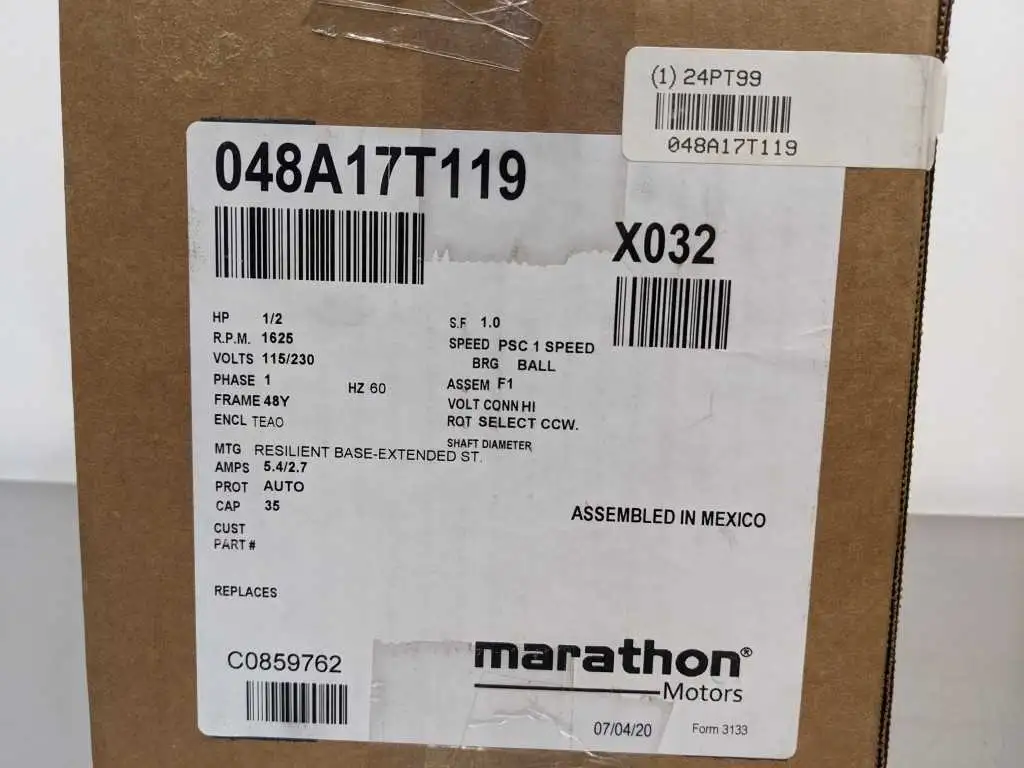 (1) 24PT99
048A17T119
048A17T119
X032
HP 1/2
R.P.M. 1625
VOLTS 115/230
PHASE 1 HZ 60
FRAME 48Y
ENCL TEAO
MTG RESILIENT BASE-EXTENDED ST.
AMPS 5.4/2.7
PROT AUTO
CAP 35
CUST
PART #
REPLACES
S.F 1.0
SPEED PSC 1 SPEED
BRG BALL
ASSEM F1
VOLT CONN HI
ROT SELECT CCW.
SHAFT DIAMETER
ASSEMBLED IN MEXICO
C0859762
marathon®
Motors
07/04/20 Form 3133